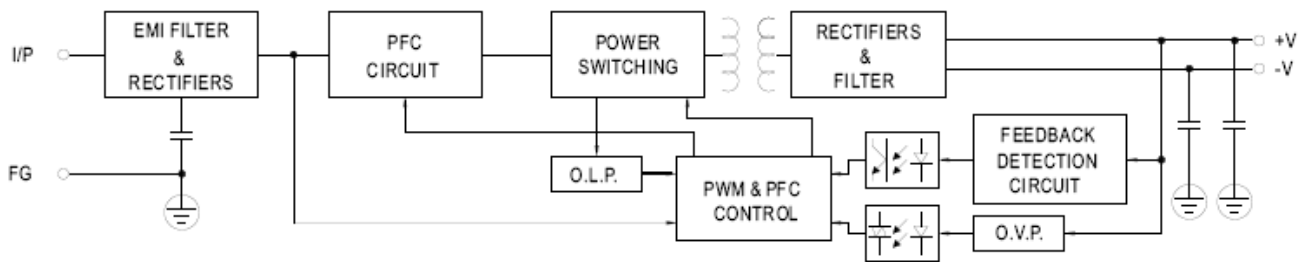 I/P
EMI FILTER
&
RECTIFIERS
PFC
CIRCUIT
POWER
SWITCHING
RECTIFIERS
&
FILTER
+V
-V
FG
O.L.P.
PWM & PFC
CONTROL
FEEDBACK
DETECTION
CIRCUIT
O.V.P.